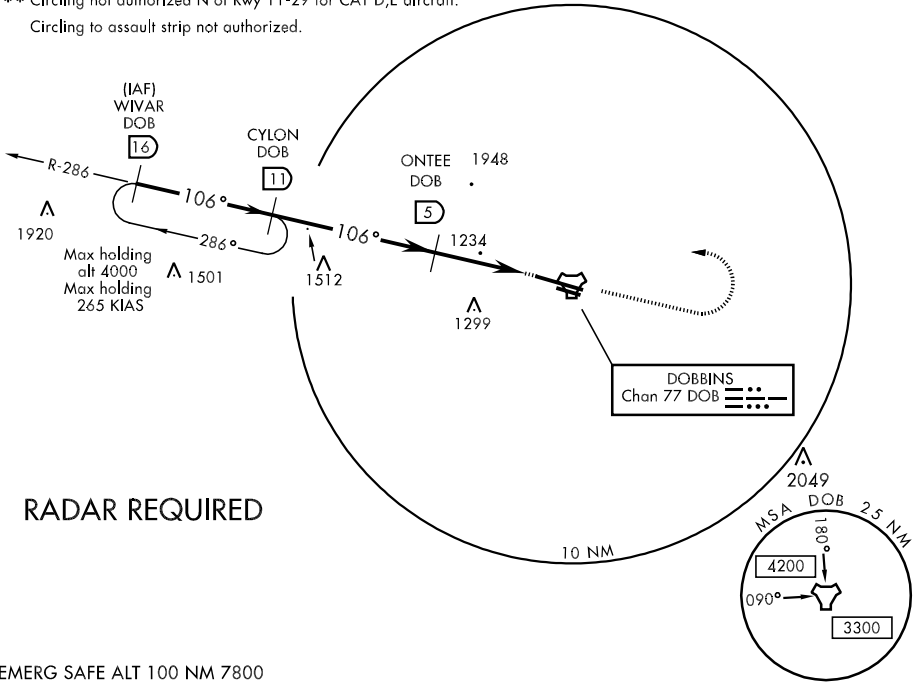 ** Circling not authorized N of Rwy 11-29 for CAT D,E aircraft.
Circling to assault strip not authorized.
(IAF)
WIVAR
DOB
16
CYLON
DOB
11
ONTEE
DOB
5
1948
R-286
106°
106°
286°
1234
1920
Max holding
alt 4000
Max holding
265 KIAS
1501
1512
1299
DOBBINS
Chan 77 DOB
2049
RADAR REQUIRED
10 NM
MSA DOB 25 NM
180°
4200
090°
3300
EMERG SAFE ALT 100 NM 7800